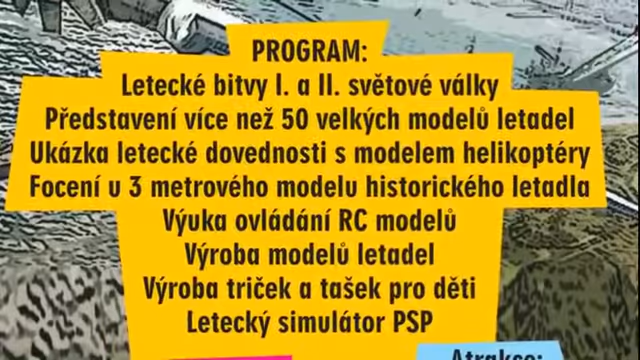 PROGRAM:
Letecké bitvy I. a II. světové války
Představení více než 50 velkých modelů letadel
Ukázka letecké dovednosti s modelem helikoptéry
Focení u 3 metrového modelu historického letadla
Výuka ovládání RC modelů
Výroba modelů letadel
Výroba triček a tašek pro děti
Letecký simulátor PSP
Atrakce: